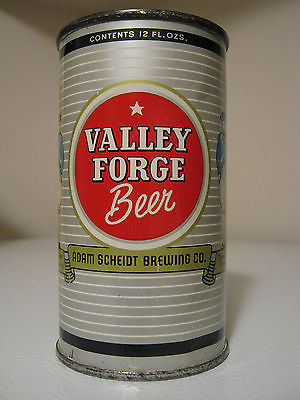 CONTENTS 12 FL. OZS.
VALLEY
FORGE
Beer
ADAM SCHEIDT BREWING CO.